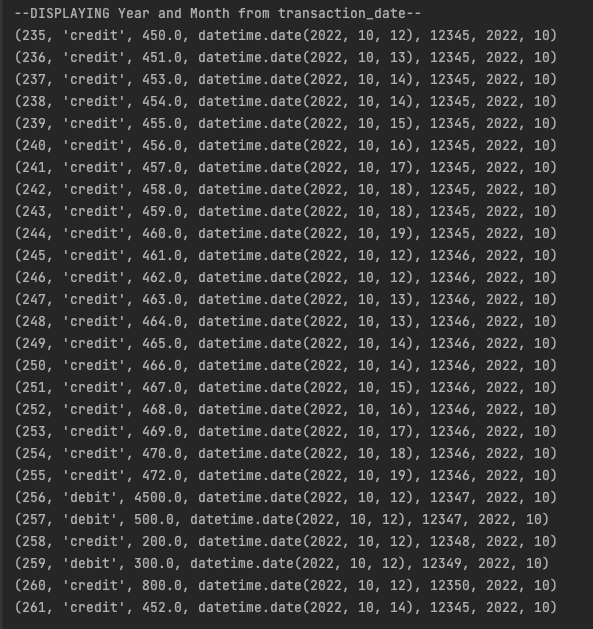 --DISPLAYING Year and Month from transaction_date--
(235, 'credit', 450.0, datetime.date(2022, 10, 12), 12345, 2022, 10)
(236, 'credit', 451.0, datetime.date(2022, 10, 13), 12345, 2022, 10)
(237, 'credit', 453.0, datetime.date(2022, 10, 14), 12345, 2022, 10)
(238, 'credit', 454.0, datetime.date(2022, 10, 14), 12345, 2022, 10)
(239, 'credit', 455.0, datetime.date(2022, 10, 15), 12345, 2022, 10)
(240, 'credit', 456.0, datetime.date(2022, 10, 16), 12345, 2022, 10)
(241, 'credit', 457.0, datetime.date(2022, 10, 17), 12345, 2022, 10)
(242, 'credit', 458.0, datetime.date(2022, 10, 18), 12345, 2022, 10)
(243, 'credit', 459.0, datetime.date(2022, 10, 18), 12345, 2022, 10)
(244, 'credit', 460.0, datetime.date(2022, 10, 19), 12345, 2022, 10)
(245, 'credit', 461.0, datetime.date(2022, 10, 12), 12346, 2022, 10)
(246, 'credit', 462.0, datetime.date(2022, 10, 12), 12346, 2022, 10)
(247, 'credit', 463.0, datetime.date(2022, 10, 13), 12346, 2022, 10)
(248, 'credit', 464.0, datetime.date(2022, 10, 13), 12346, 2022, 10)
(249, 'credit', 465.0, datetime.date(2022, 10, 14), 12346, 2022, 10)
(250, 'credit', 466.0, datetime.date(2022, 10, 14), 12346, 2022, 10)
(251, 'credit', 467.0, datetime.date(2022, 10, 15), 12346, 2022, 10)
(252, 'credit', 468.0, datetime.date(2022, 10, 16), 12346, 2022, 10)
(253, 'credit', 469.0, datetime.date(2022, 10, 17), 12346, 2022, 10)
(254, 'credit', 470.0, datetime.date(2022, 10, 18), 12346, 2022, 10)
(255, 'credit', 472.0, datetime.date(2022, 10, 19), 12346, 2022, 10)
(256, 'debit', 4500.0, datetime.date(2022, 10, 12), 12347, 2022, 10)
(257, 'debit', 500.0, datetime.date(2022, 10, 12), 12347, 2022, 10)
(258, 'credit', 200.0, datetime.date(2022, 10, 12), 12348, 2022, 10)
(259, 'debit', 300.0, datetime.date(2022, 10, 12), 12349, 2022, 10)
(260, 'credit', 800.0, datetime.date(2022, 10, 12), 12350, 2022, 10)
(261, 'credit', 452.0, datetime.date(2022, 10, 14), 12345, 2022, 10)